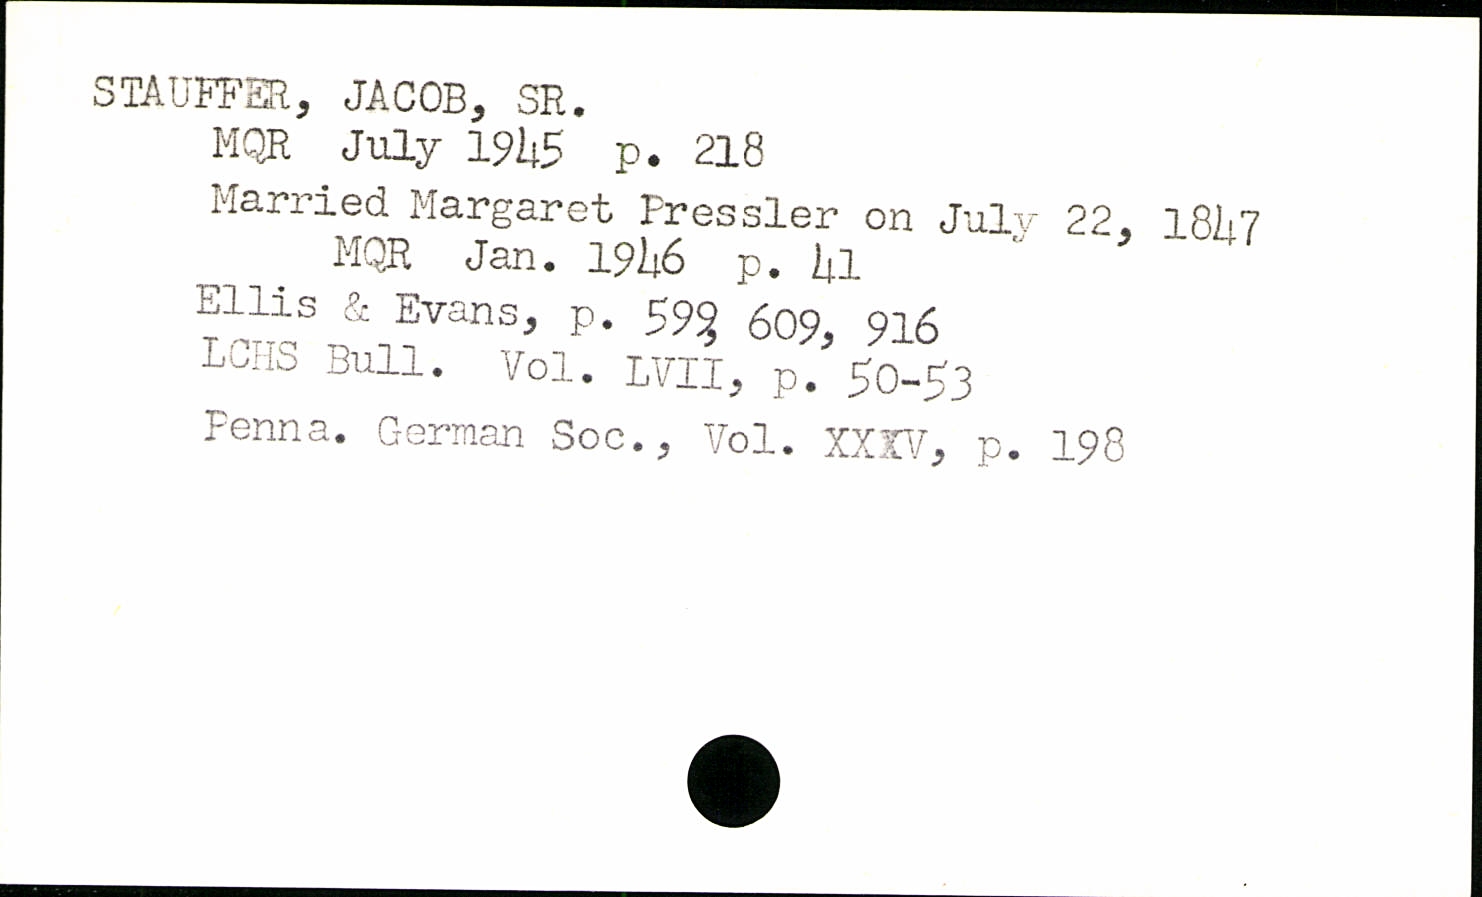 STAUFFER, JACOB, SR.
MQR July 1945 p. 218
Married Margaret Pressler on July 22, 1847
MQR Jan. 1946 p. 41
Ellis & Evans, p. 599, 609, 916
LCHS Bull. Vol. LVII, p. 50-53
Penna. German Soc., Vol. XXXV, p. 198